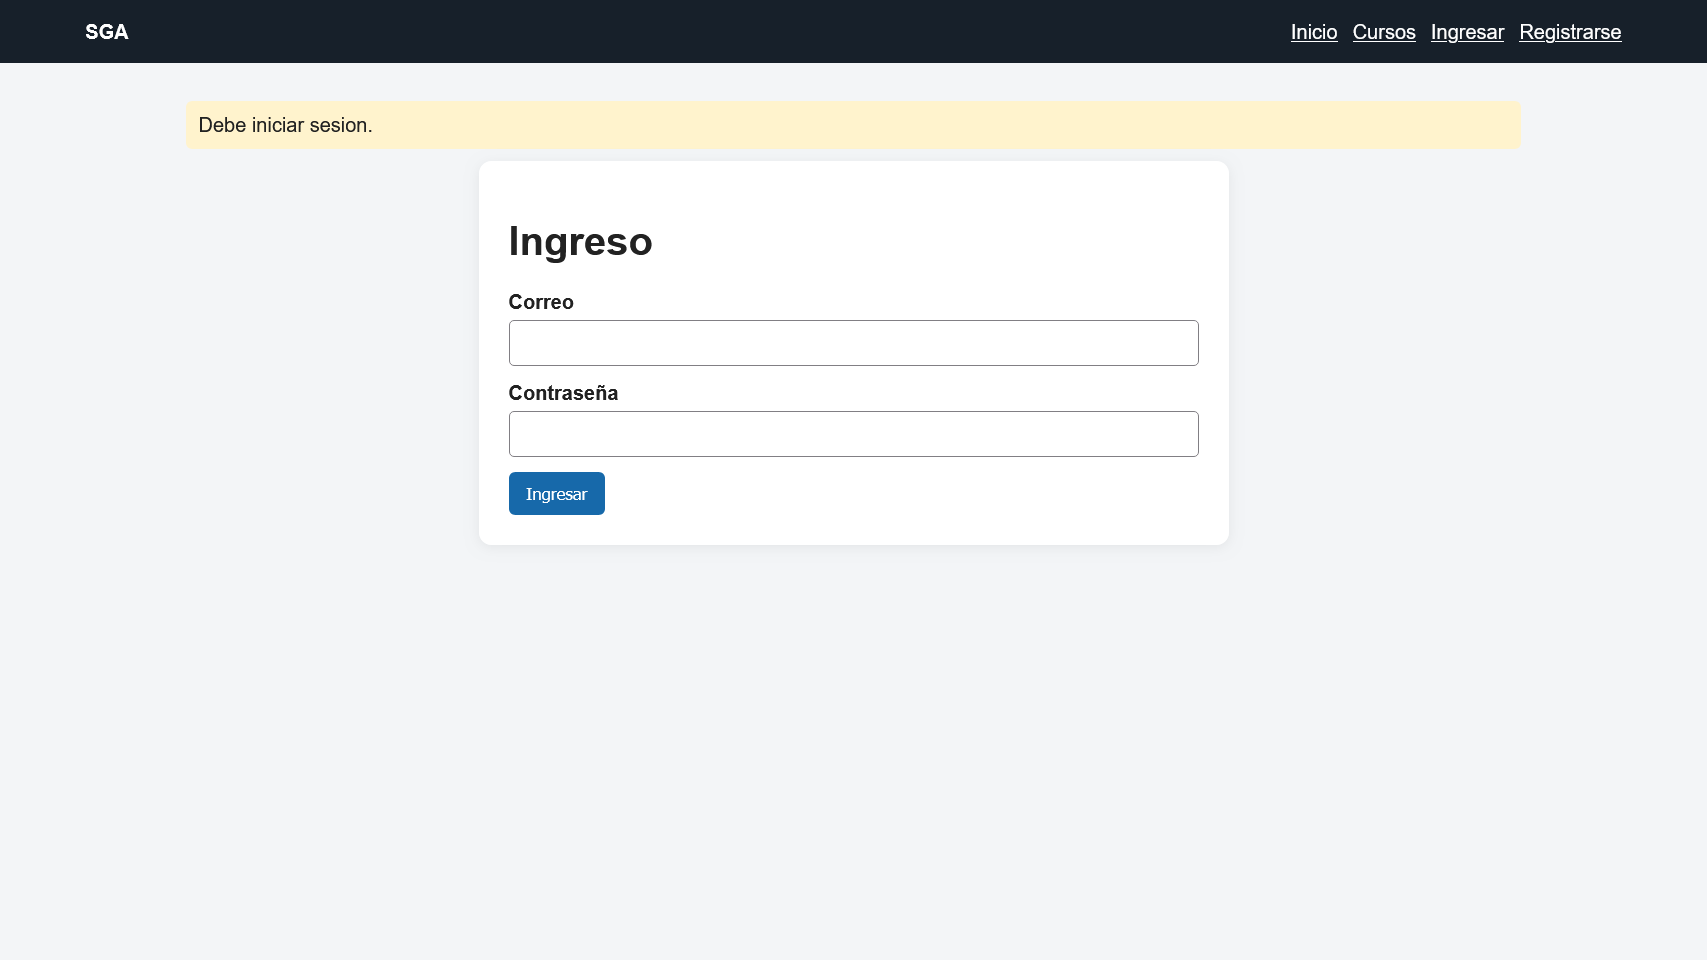 SGA
Inicio Cursos Ingresar Registrarse
Debe iniciar sesion.
Ingreso
Correo
Contraseña
Ingresar